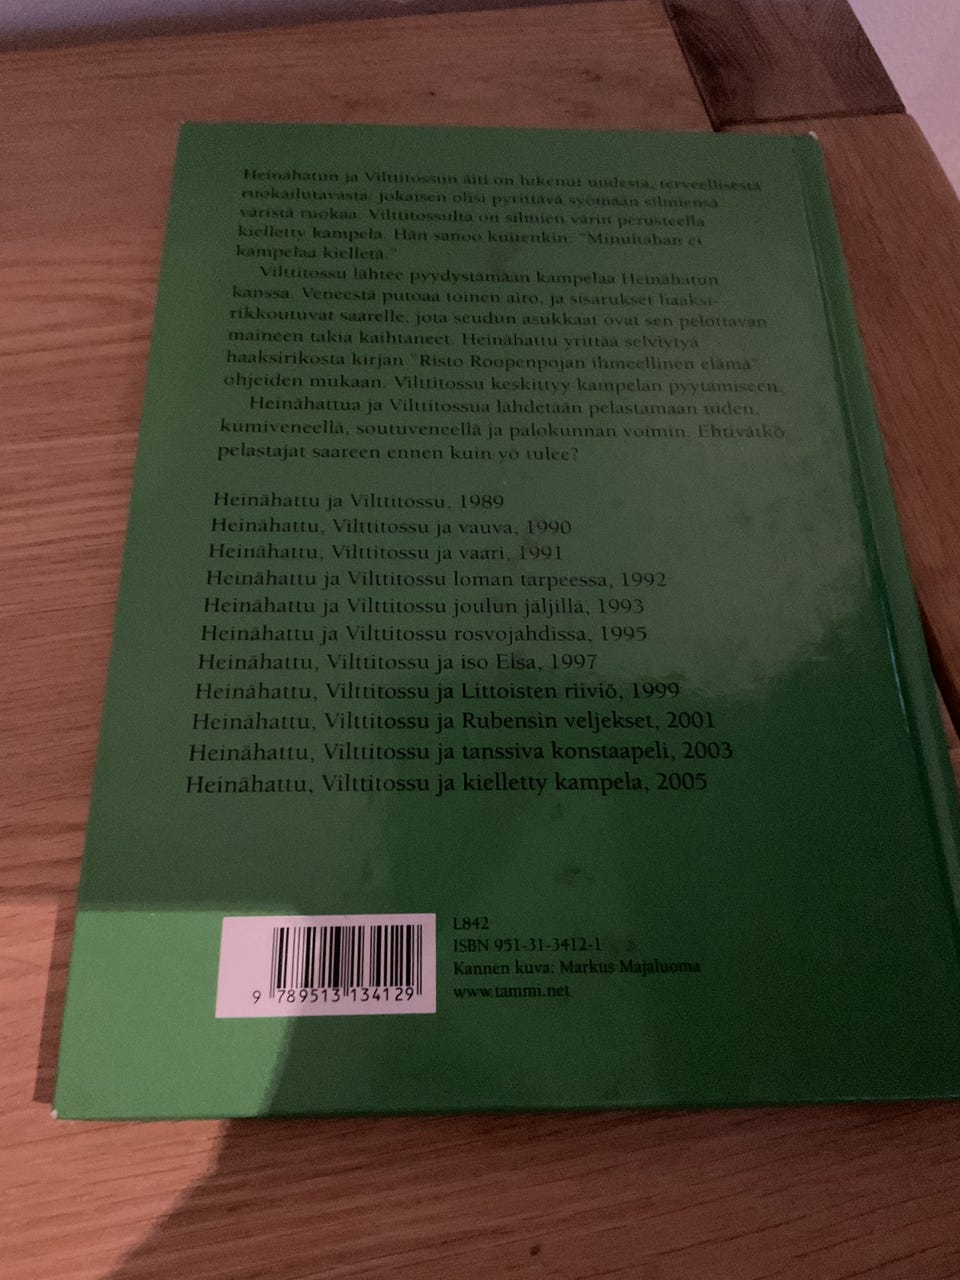 Heinähatun ja Vilttitossun äiti on lukenut uudesta, terveellisestä
ruokailutavasta: jokaisen olisi pyrittävä syömään silmiensä
väristä ruokaa. Vilttitossulta on silmien värin perusteella
kielletty kampela. Hän sanoo kuitenkin: "Minultahan ei
kampelaa kielletä."
Vilttitossu lähtee pyydystämään kampelaa Heinähatun
kanssa. Veneestä putoaa toinen airo, ja sisarukset haaksi-
rikkoutuvat saarelle, jota seudun asukkaat ovat sen pelottavan
maineen takia kaihtaneet. Heinähattu yrittää selviytyä
haaksirikosta kirjan "Risto Roopenpojan ihmeellinen elämä"
ohjeiden mukaan. Vilttitossu keskittyy kampelan pyytämiseen.
Heinähattua ja Vilttitossua lähdetään pelastamaan uiden,
kumiveneellä, soutuveneellä ja palokunnan voimin. Ehtivätkö
pelastajat saareen ennen kuin yö tulee?
Heinähattu ja Vilttitossu, 1989
Heinähattu, Vilttitossu ja vauva, 1990
Heinähattu, Vilttitossu ja vaari, 1991
Heinähattu ja Vilttitossu loman tarpeessa, 1992
Heinähattu ja Vilttitossu joulun jäljillä, 1993
Heinähattu ja Vilttitossu rosvojahdissa, 1995
Heinähattu, Vilttitossu ja iso Elsa, 1997
Heinähattu, Vilttitossu ja Littoisten riiviö, 1999
Heinähattu, Vilttitossu ja Rubensin veljekset, 2001
Heinähattu, Vilttitossu ja tanssiva konstaapeli, 2003
Heinähattu, Vilttitossu ja kielletty kampela, 2005
L842
ISBN 951-31-3412-1
Kannen kuva: Markus Majaluoma
www.tammi.net
9 789513 134129